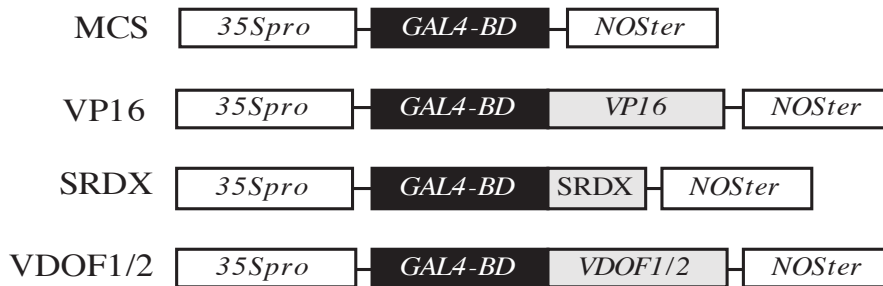 MCS 35Spro GAL4-BD NOSter
VP16 35Spro GAL4-BD VP16 NOSter
SRDX 35Spro GAL4-BD SRDX NOSter
VDOF1/2 35Spro GAL4-BD VDOF1/2 NOSter